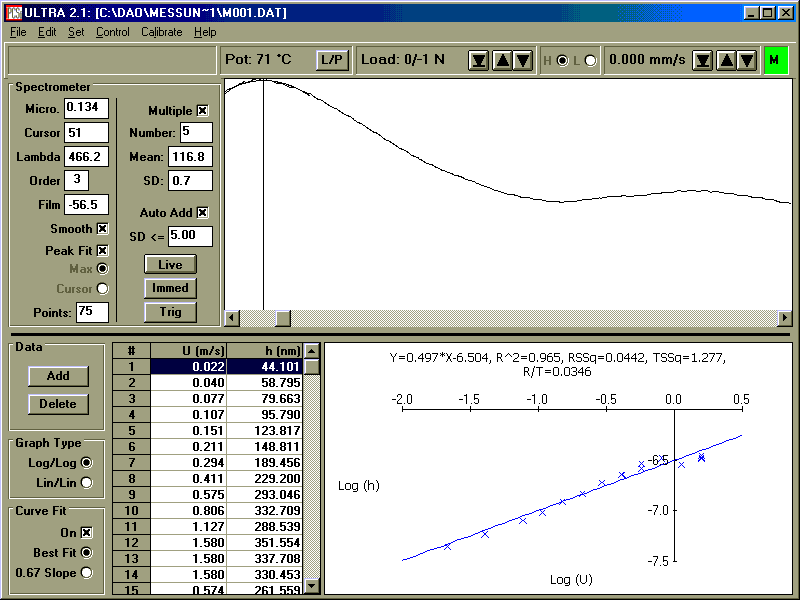 ULTRA 2.1: [C:\DAO\MESSUN~1\M001.DAT]
File Edit Set Control Calibrate Help
Pot: 71 °C L/P Load: 0/-1 N H L 0.000 mm/s M
Spectrometer
Micro. 0.134
Cursor 51
Lambda 466.2
Order 3
Film -56.5
Smooth
Peak Fit
Max
Cursor
Points: 75
Multiple
Number: 5
Mean: 116.8
SD: 0.7
Auto Add
SD <= 5.00
Live
Immed
Trig
Data
Add
Delete
Graph Type
Log/Log
Lin/Lin
Curve Fit
On
Best Fit
0.67 Slope
# U (m/s) h (nm)
1 0.022 44.101
2 0.040 58.795
3 0.077 79.663
4 0.107 95.790
5 0.151 123.817
6 0.211 148.811
7 0.294 189.456
8 0.411 229.200
9 0.575 293.046
10 0.806 332.709
11 1.127 288.539
12 1.580 351.554
13 1.580 337.708
14 1.580 330.453
15 0.574 261.559
Y=0.497*X-6.504, R^2=0.965, RSSq=0.0442, TSSq=1.277,
R/T=0.0346
-2.0 -1.5 -1.0 -0.5 0.0 0.5
-6.5
Log (h)
-7.0
-7.5
Log (U)